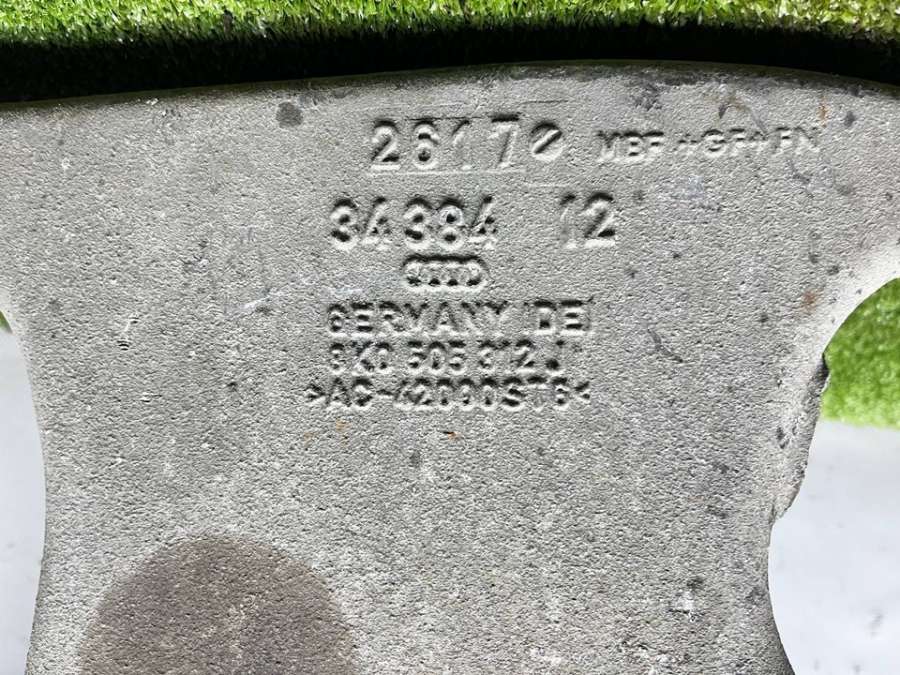 26170 MBF +GF+ FN
34384 12
GERMANY (DE)
8K0 505 312 J
>AC-42000ST6<